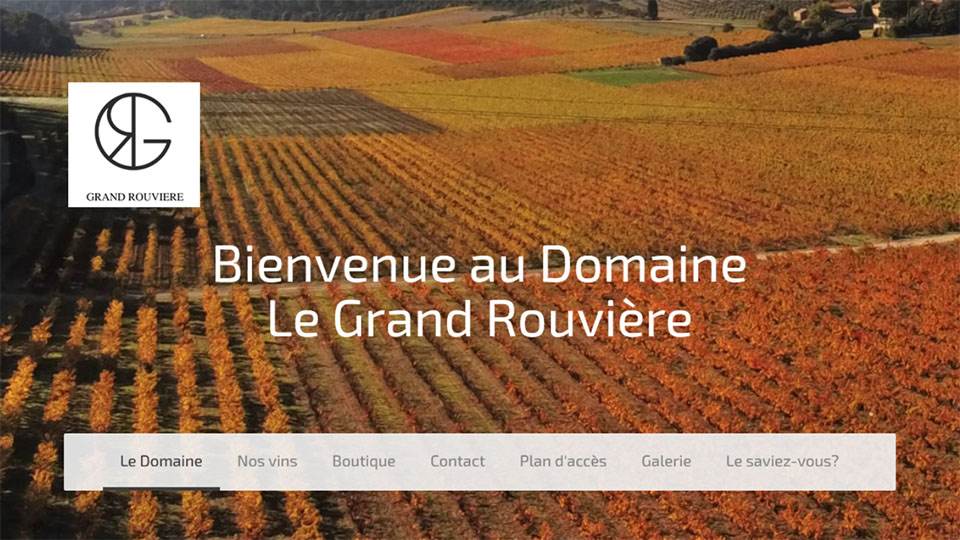 GRAND ROUVIERE
Bienvenue au Domaine
Le Grand Rouvière
Le Domaine Nos vins Boutique Contact Plan d'accès Galerie Le saviez-vous?